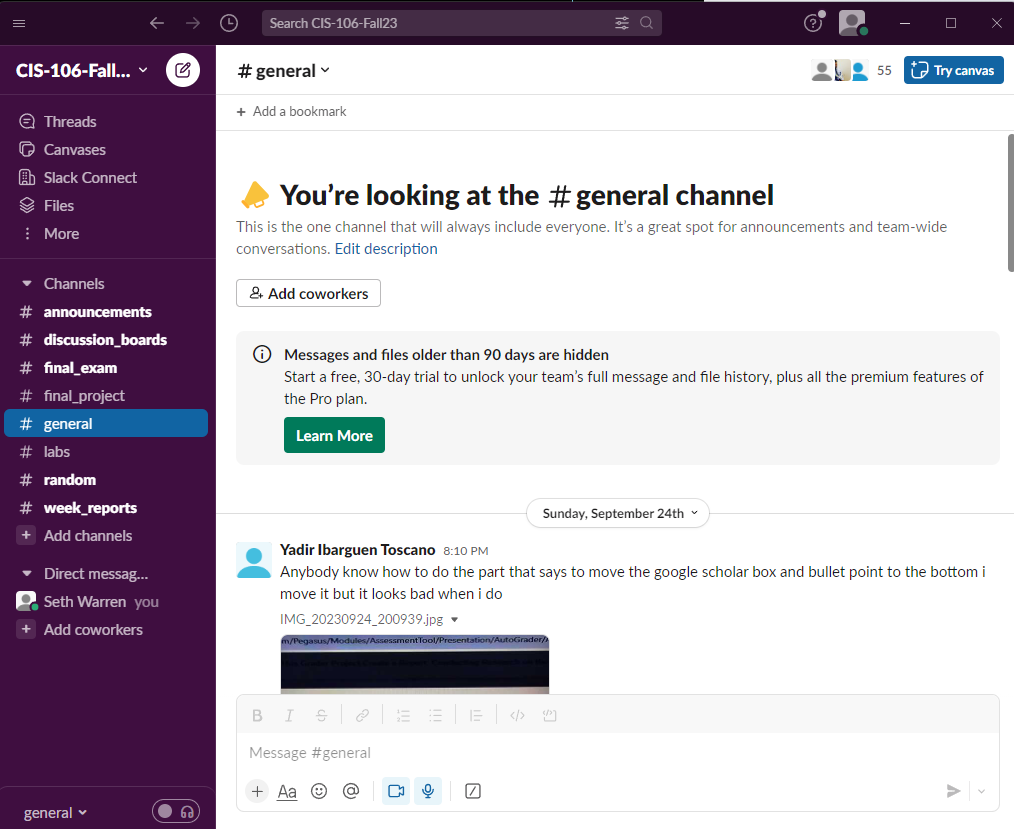 Search CIS-106-Fall23
CIS-106-Fall...
Threads
Canvases
Slack Connect
Files
More
Channels
# announcements
# discussion_boards
# final_exam
# final_project
# general
# labs
# random
# week_reports
+ Add channels
Direct messag...
Seth Warren you
+ Add coworkers
general
# general
55
Try canvas
+ Add a bookmark
You’re looking at the # general channel
This is the one channel that will always include everyone. It’s a great spot for announcements and team-wide
conversations. Edit description
Add coworkers
Messages and files older than 90 days are hidden
Start a free, 30-day trial to unlock your team’s full message and file history, plus all the premium features of
the Pro plan.
Learn More
Sunday, September 24th
Yadir Ibarguen Toscano 8:10 PM
Anybody know how to do the part that says to move the google scholar box and bullet point to the bottom i
move it but it looks bad when i do
IMG_20230924_200939.jpg
m/Pegasus/Modules/AssessmentTool/Presentation/AutoGrader/
B I S
Message #general
+ Aa @